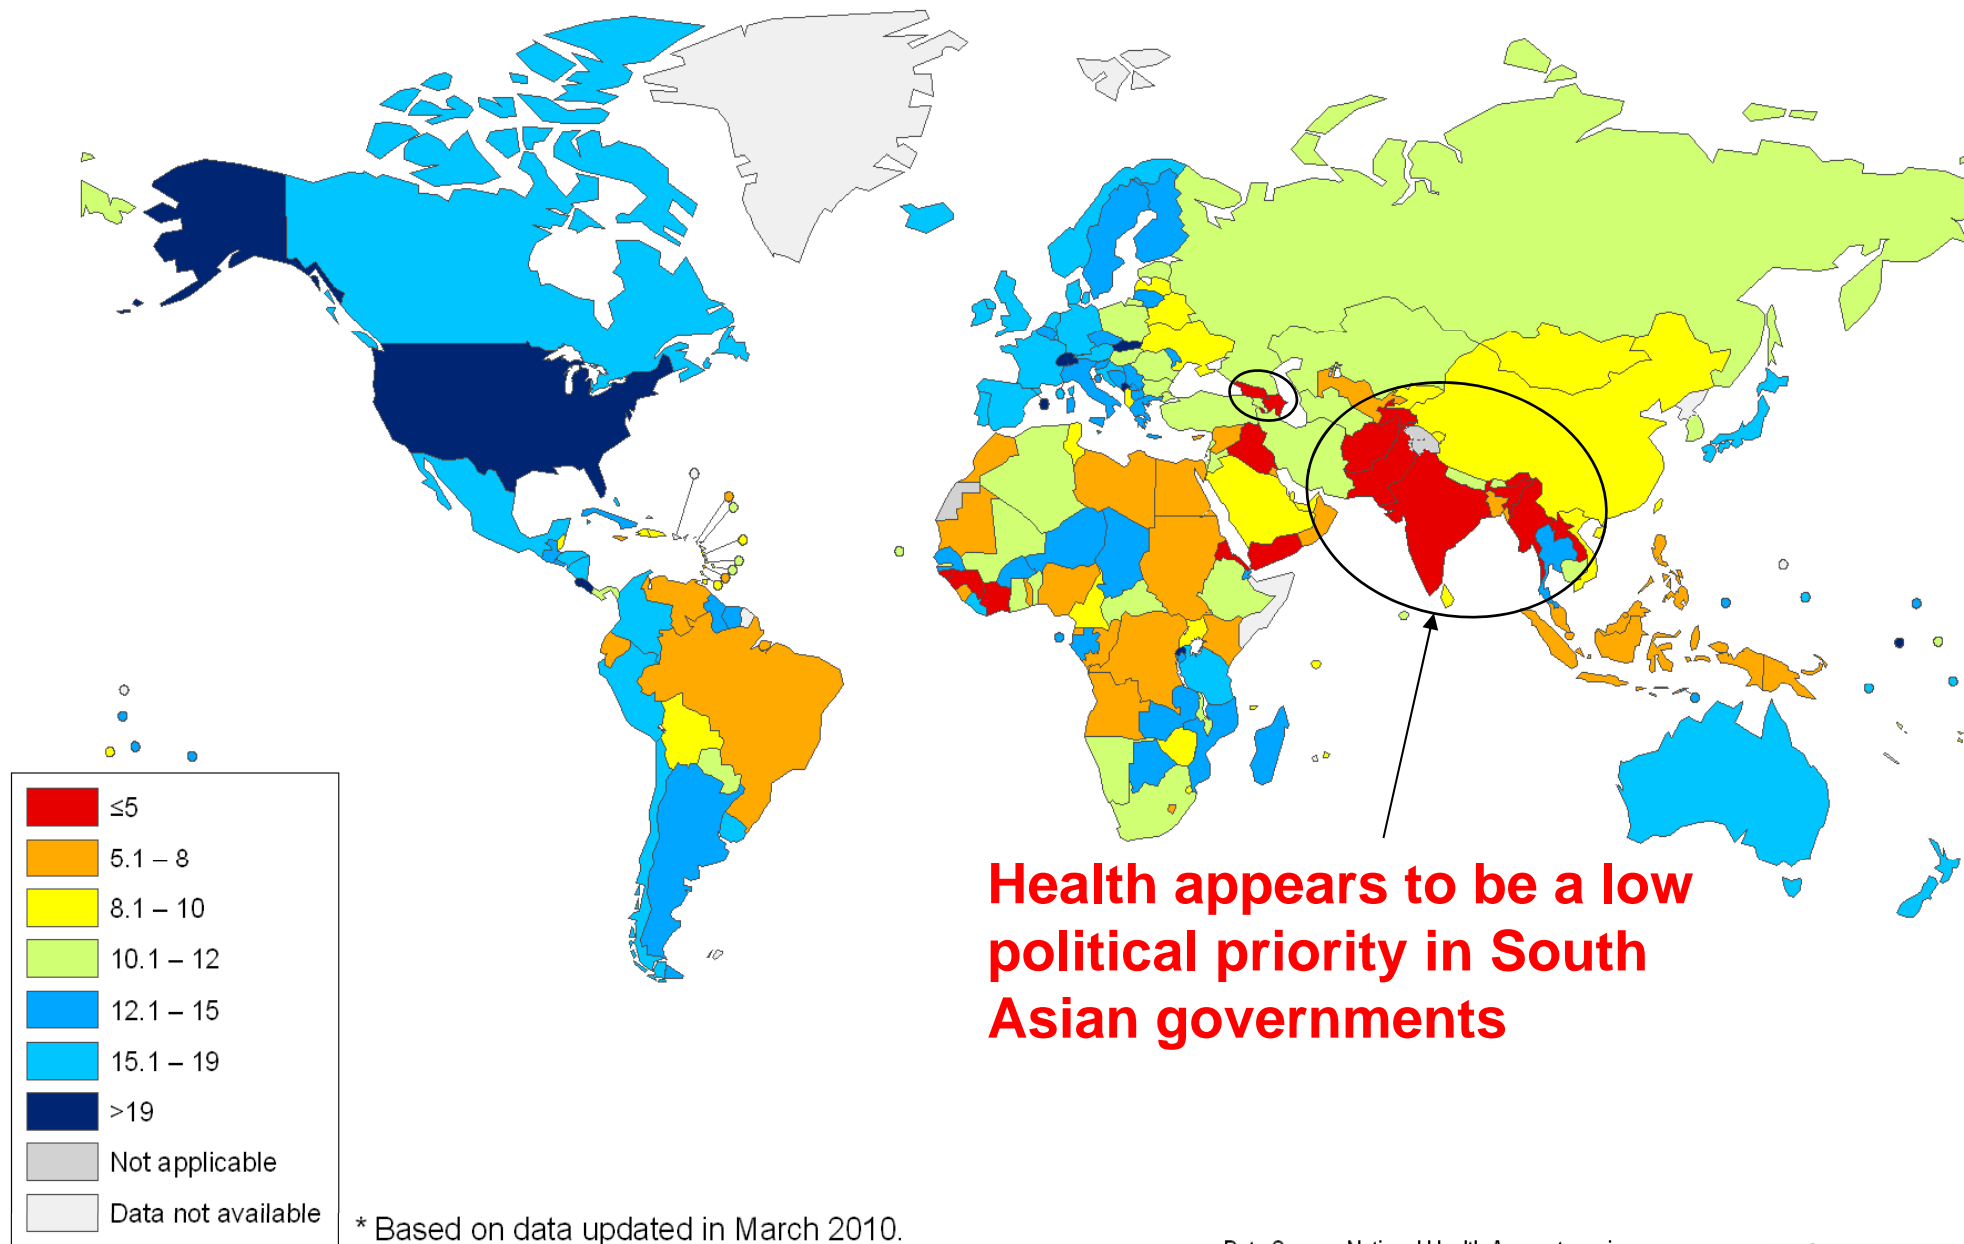 Health appears to be a low
political priority in South
Asian governments
≤5
5.1 – 8
8.1 – 10
10.1 – 12
12.1 – 15
15.1 – 19
>19
Not applicable
Data not available
* Based on data updated in March 2010.